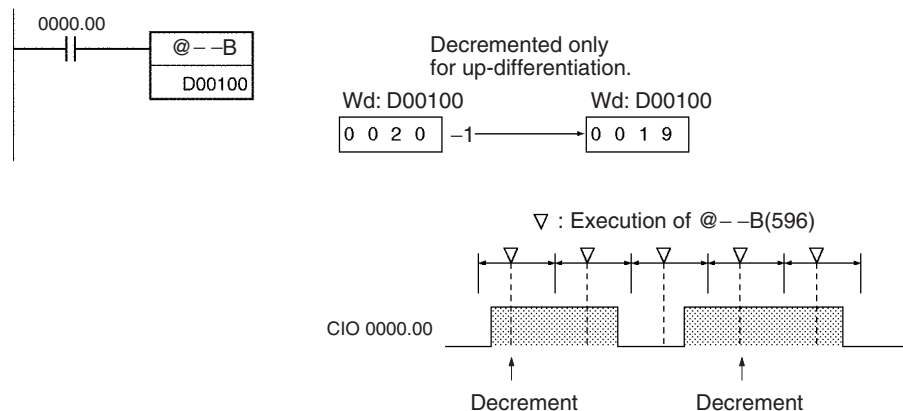 0000.00
@− −B
D00100
Decremented only
for up-differentiation.
Wd: D00100 Wd: D00100
0 0 2 0 −1 0 0 1 9
▽ : Execution of @− −B(596)
CIO 0000.00
Decrement Decrement